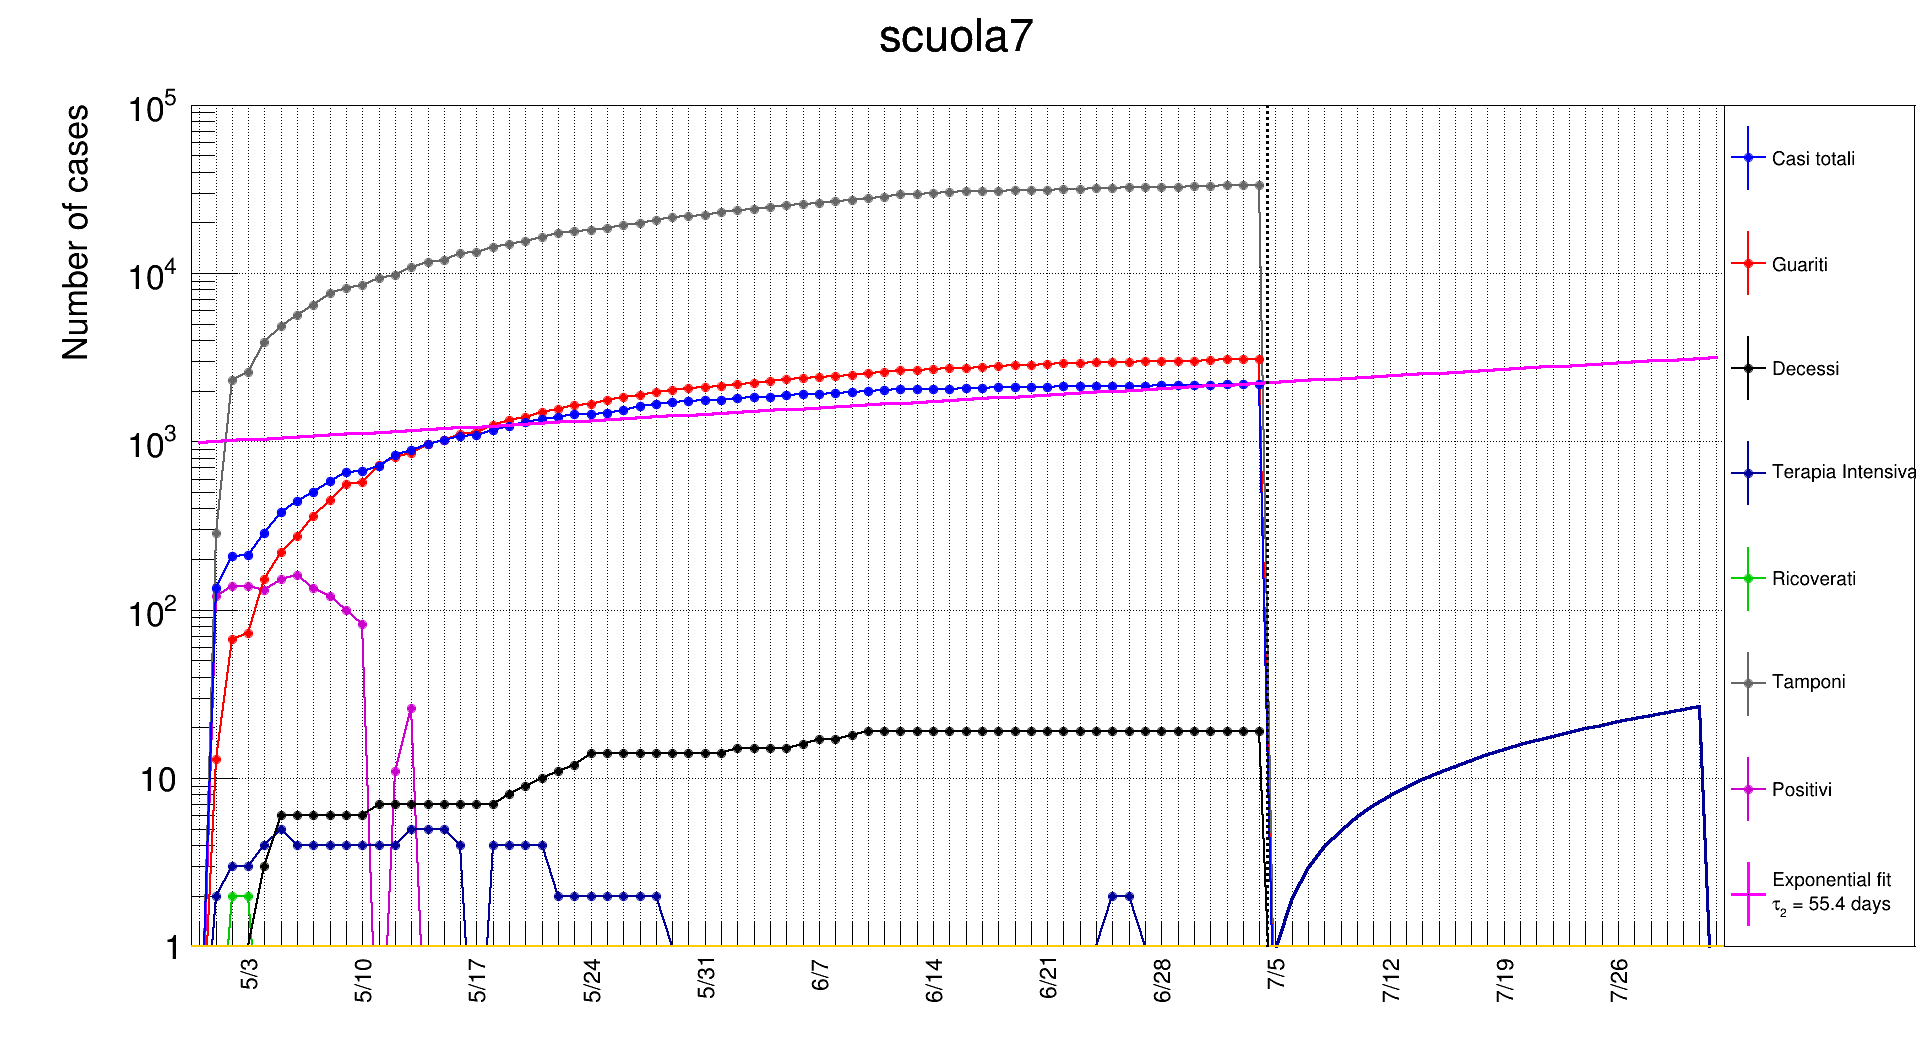 scuola7
Number of cases
10^5
10^4
10^3
10^2
10
1
5/3
5/10
5/17
5/24
5/31
6/7
6/14
6/21
6/28
7/5
7/12
7/19
7/26
Casi totali
Guariti
Decessi
Terapia Intensiva
Ricoverati
Tamponi
Positivi
Exponential fit
τ₂ = 55.4 days